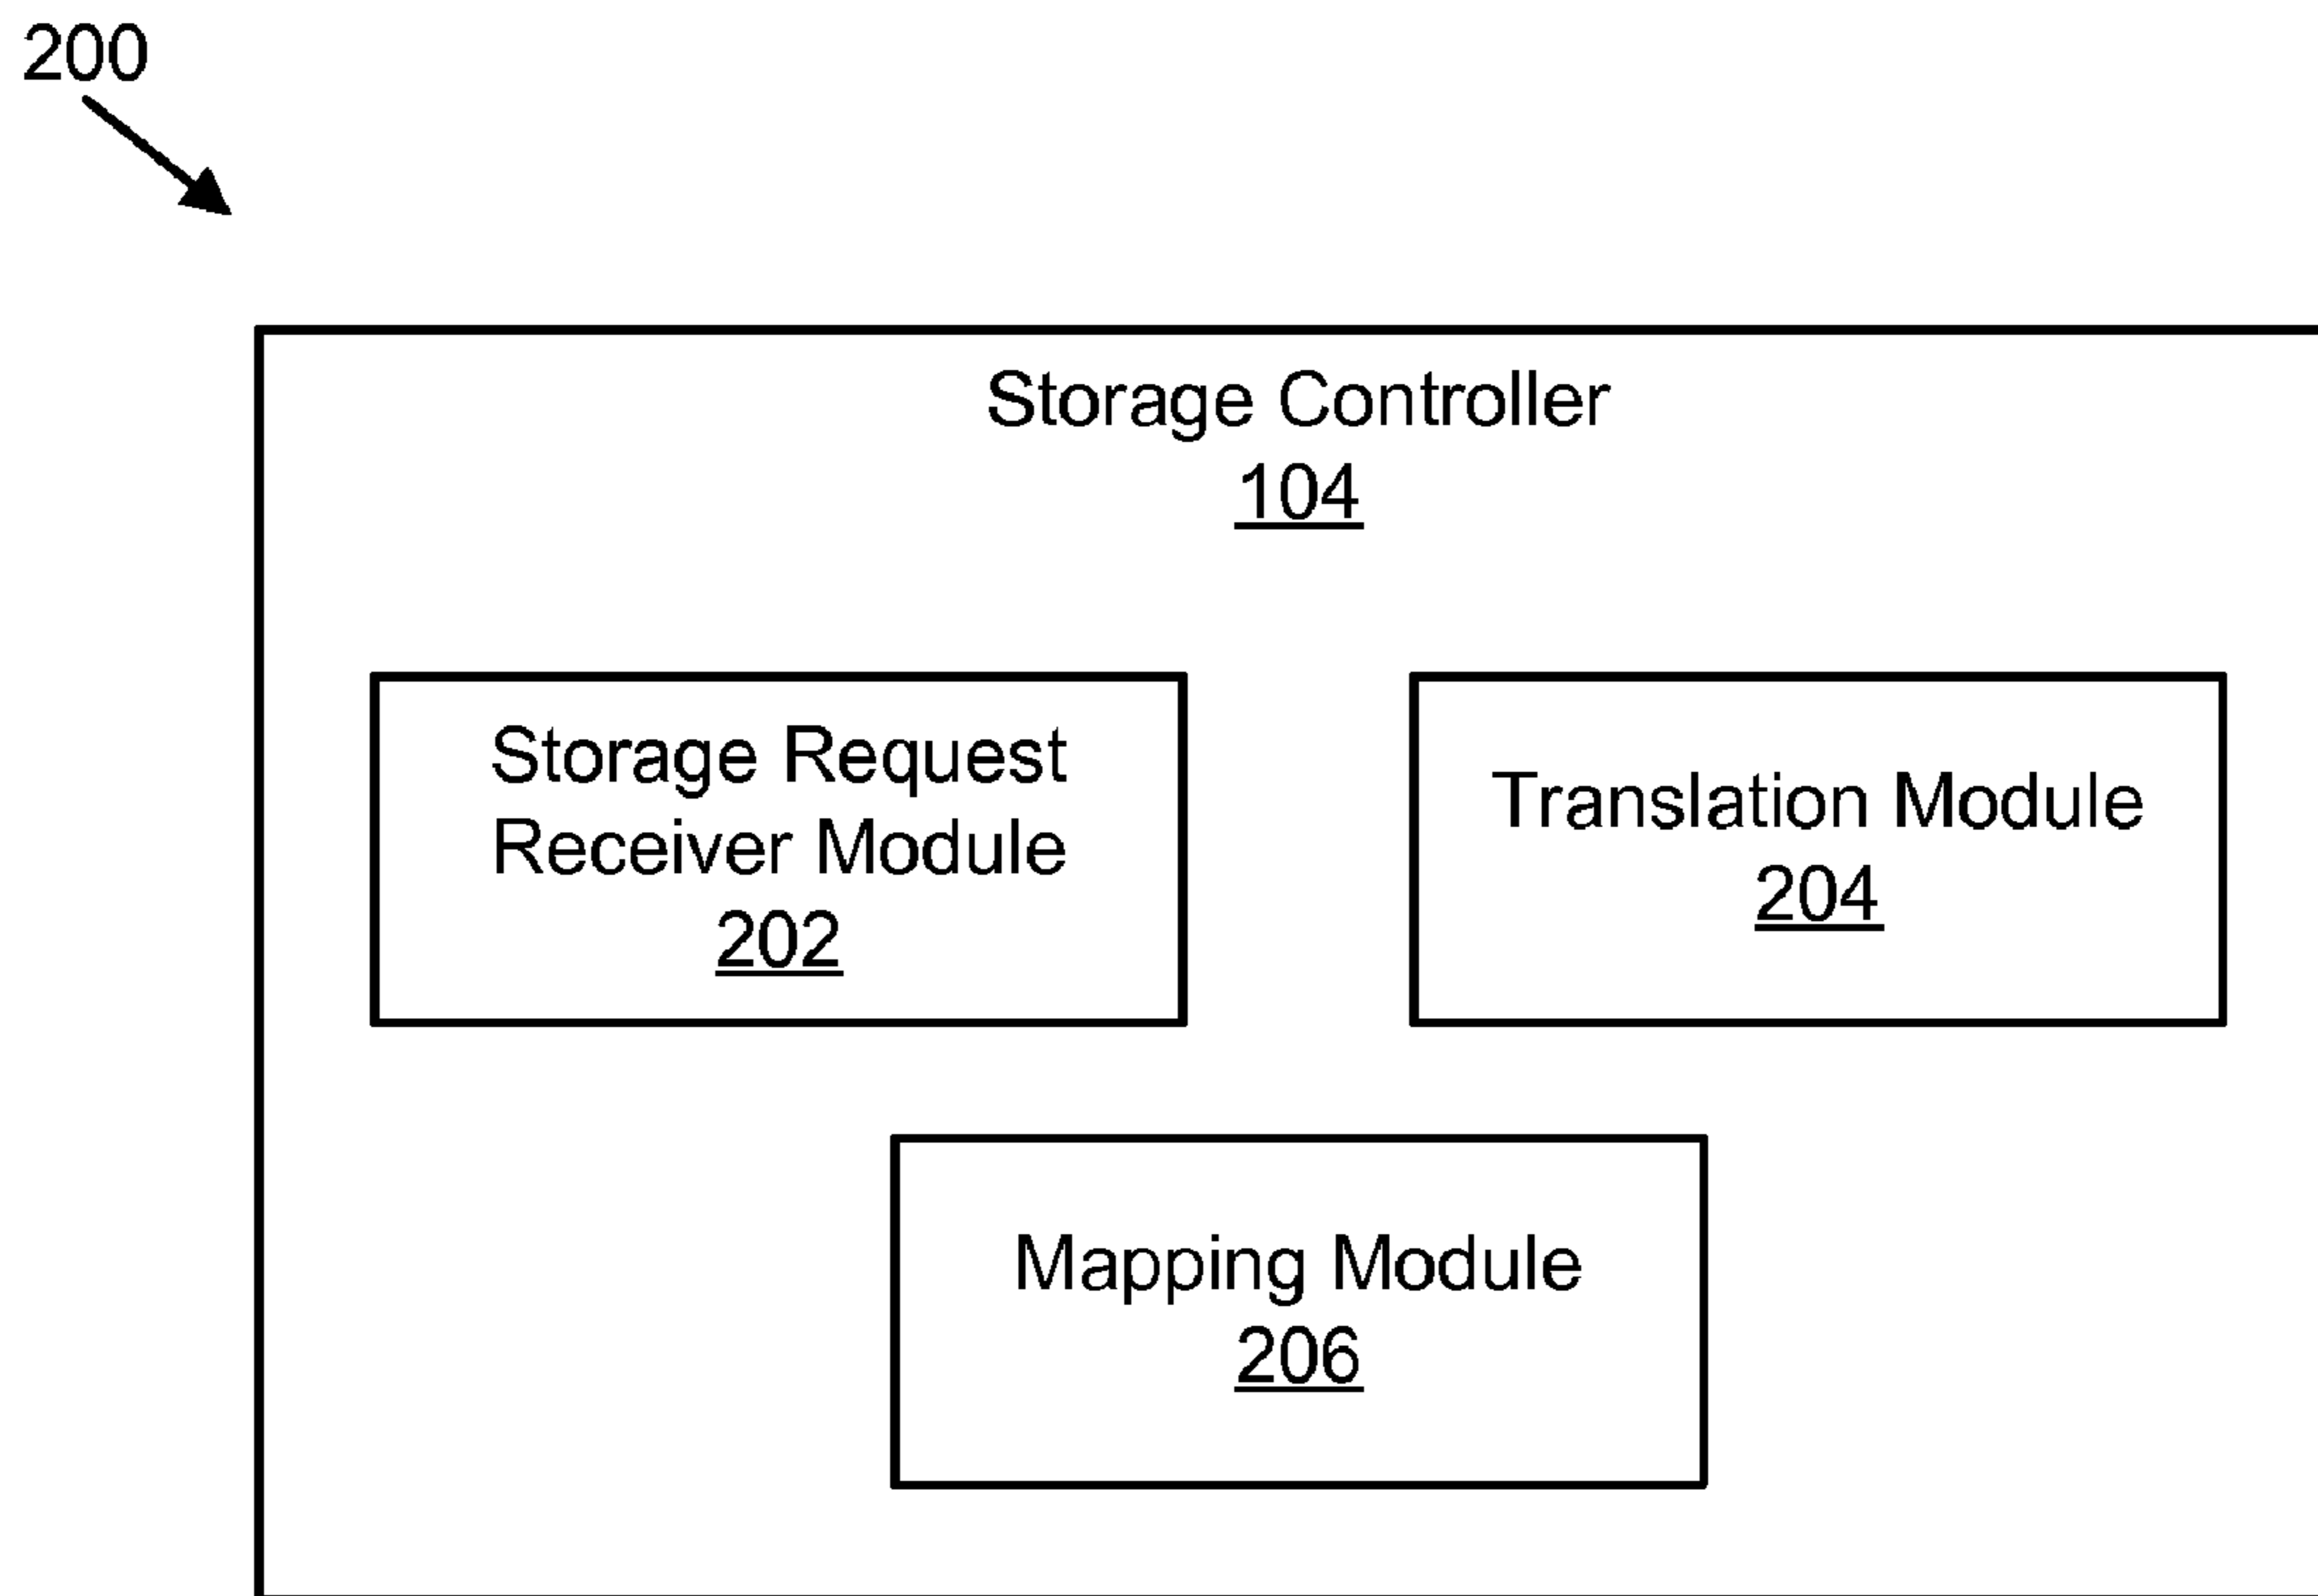 200
Storage Controller
104
Storage Request
Receiver Module
202
Translation Module
204
Mapping Module
206